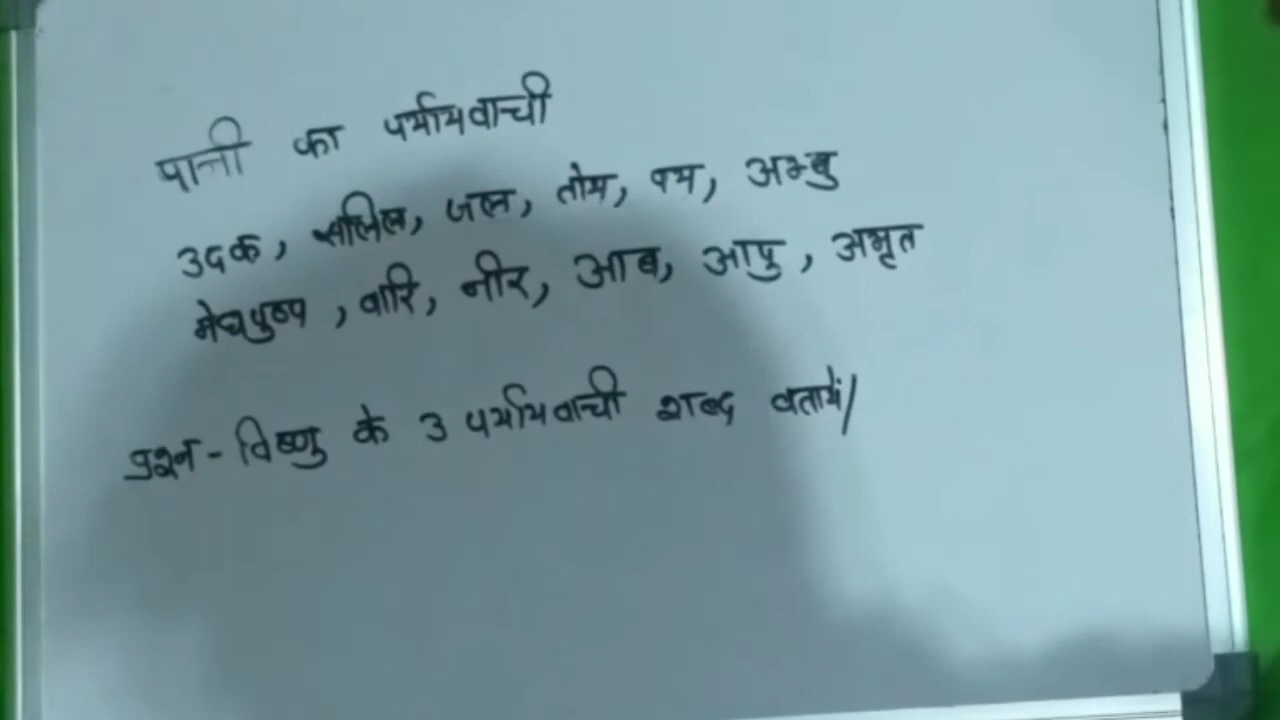 पानी का पर्यायवाची
उदक, सलिल, जल, तोय, पय, अम्बु
मेघपुष्प, वारि, नीर, आब, आपु, अमृत
प्रश्न- विष्णु के 3 पर्यायवाची शब्द बतायें/